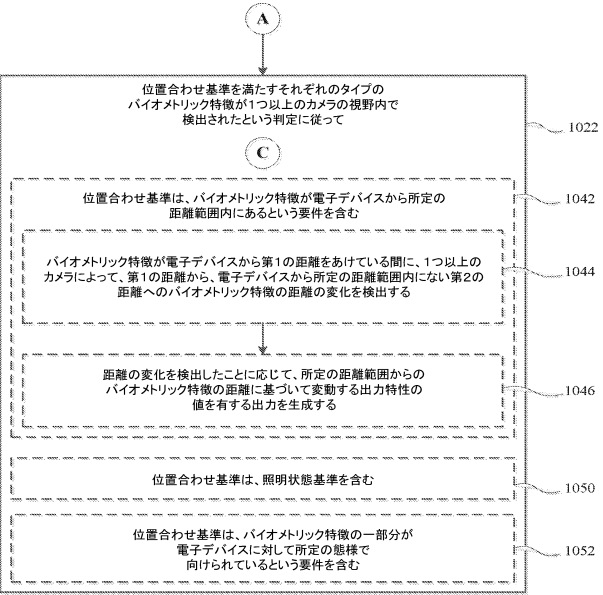 A
位置合わせ基準を満たすそれぞれのタイプの
バイオメトリック特徴が1つ以上のカメラの視野内で
検出されたという判定に従って
1022
C
位置合わせ基準は、バイオメトリック特徴が電子デバイスから所定の
距離範囲内にあるという要件を含む
1042
バイオメトリック特徴が電子デバイスから第1の距離をあけている間に、1つ以上の
カメラによって、第1の距離から、電子デバイスから所定の距離範囲内にない第2の
距離へのバイオメトリック特徴の距離の変化を検出する
1044
距離の変化を検出したことに応じて、所定の距離範囲からの
バイオメトリック特徴の距離に基づいて変動する出力特性の
値を有する出力を生成する
1046
位置合わせ基準は、照明状態基準を含む
1050
位置合わせ基準は、バイオメトリック特徴の一部分が
電子デバイスに対して所定の態様で
向けられているという要件を含む
1052